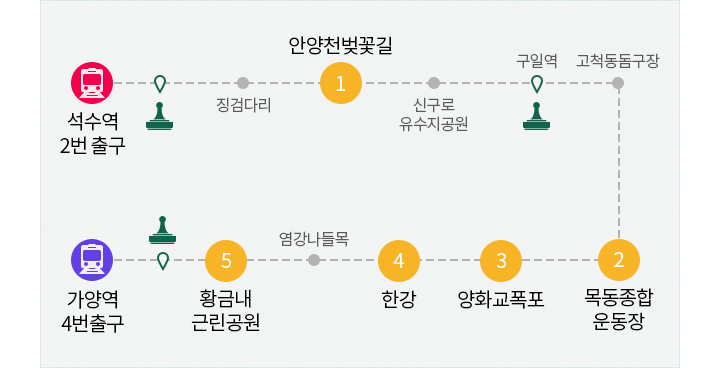 안양천벚꽃길
구일역
고척동돔구장
1
징검다리
신구로
유수지공원
석수역
2번 출구
염강나들목
5
4
3
2
가양역
4번출구
황금내
근린공원
한강
양화교폭포
목동종합
운동장